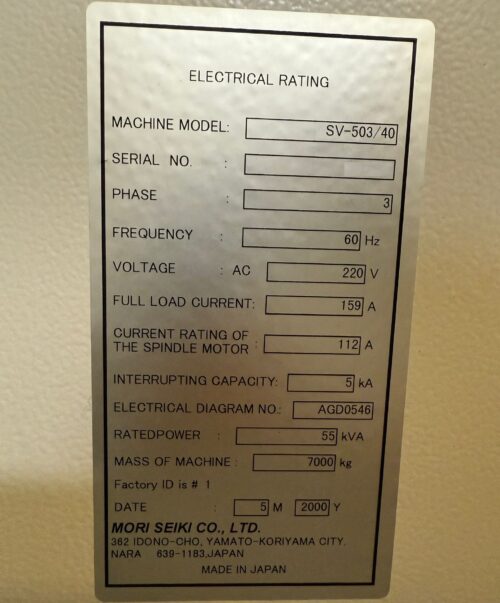 ELECTRICAL RATING
MACHINE MODEL: SV-503/40
SERIAL NO. :
PHASE : 3
FREQUENCY : 60 Hz
VOLTAGE : AC 220 V
FULL LOAD CURRENT: 159 A
CURRENT RATING OF
THE SPINDLE MOTOR : 112 A
INTERRUPTING CAPACITY: 5 kA
ELECTRICAL DIAGRAM NO.: AGD0546
RATEDPOWER : 55 kVA
MASS OF MACHINE : 7000 kg
Factory ID is # 1
DATE : 5 M 2000 Y
MORI SEIKI CO., LTD.
362 IDONO-CHO, YAMATO-KORIYAMA CITY.
NARA 639-1183,JAPAN
MADE IN JAPAN